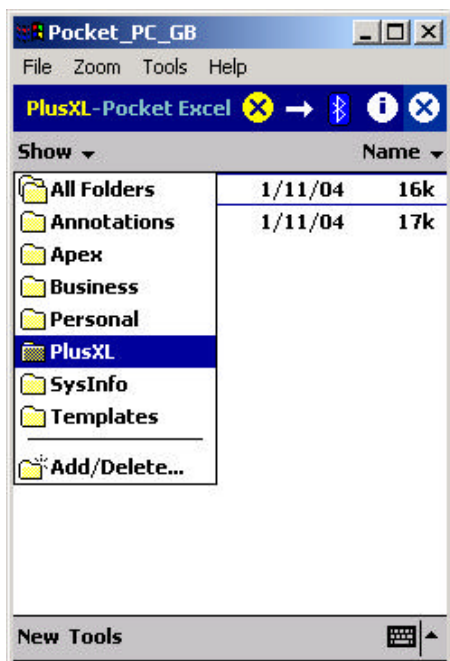 Pocket_PC_GB
File Zoom Tools Help
PlusXL-Pocket Excel
Show Name
All Folders 1/11/04 16k
Annotations 1/11/04 17k
Apex
Business
Personal
PlusXL
SysInfo
Templates
Add/Delete...
New Tools